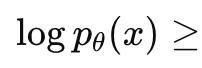 log p_θ(x) ≥